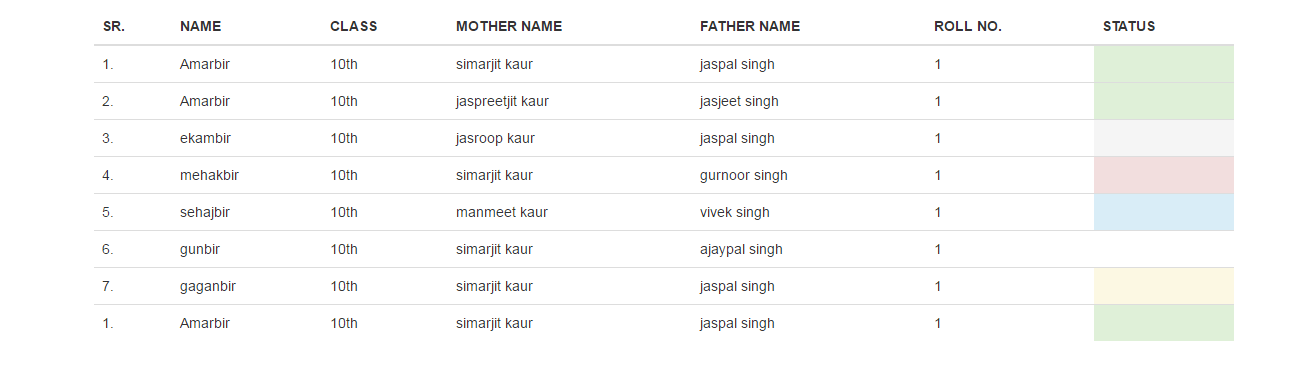 SR. NAME CLASS MOTHER NAME FATHER NAME ROLL NO. STATUS
1. Amarbir 10th simarjit kaur jaspal singh 1
2. Amarbir 10th jaspreetjit kaur jasjeet singh 1
3. ekambir 10th jasroop kaur jaspal singh 1
4. mehakbir 10th simarjit kaur gurnoor singh 1
5. sehajbir 10th manmeet kaur vivek singh 1
6. gunbir 10th simarjit kaur ajaypal singh 1
7. gaganbir 10th simarjit kaur jaspal singh 1
1. Amarbir 10th simarjit kaur jaspal singh 1